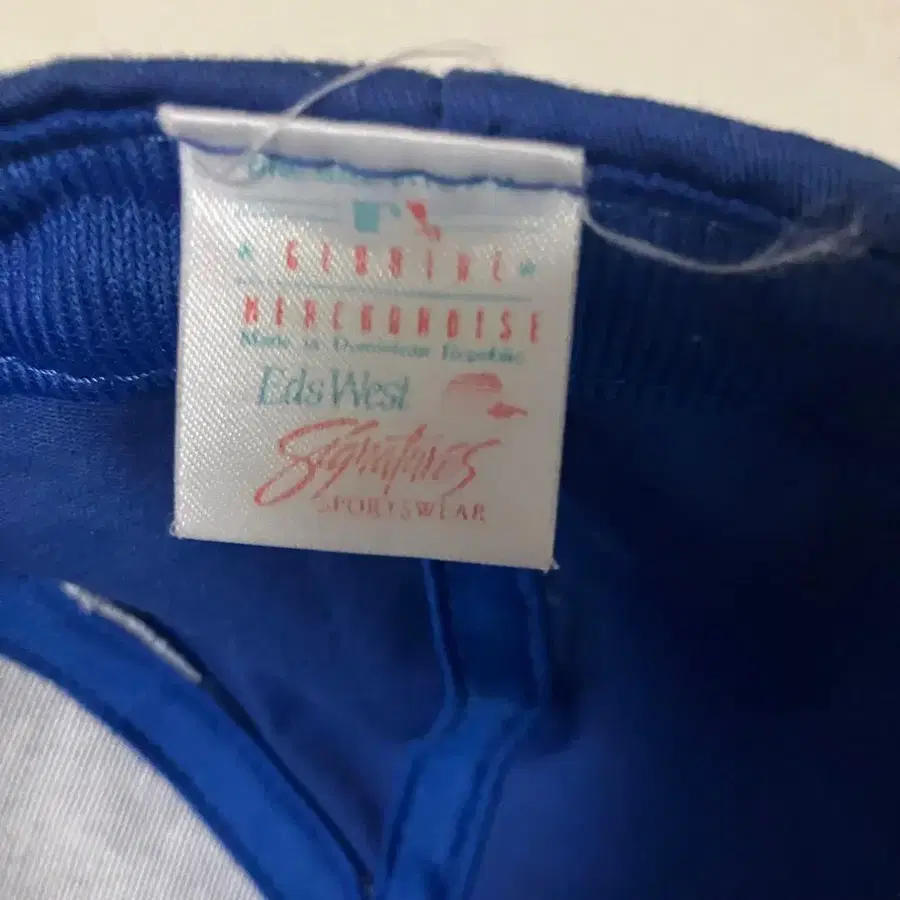 GENUINE
MERCHANDISE
Made in Dominican Republic
Eds West
Signatures
SPORTSWEAR